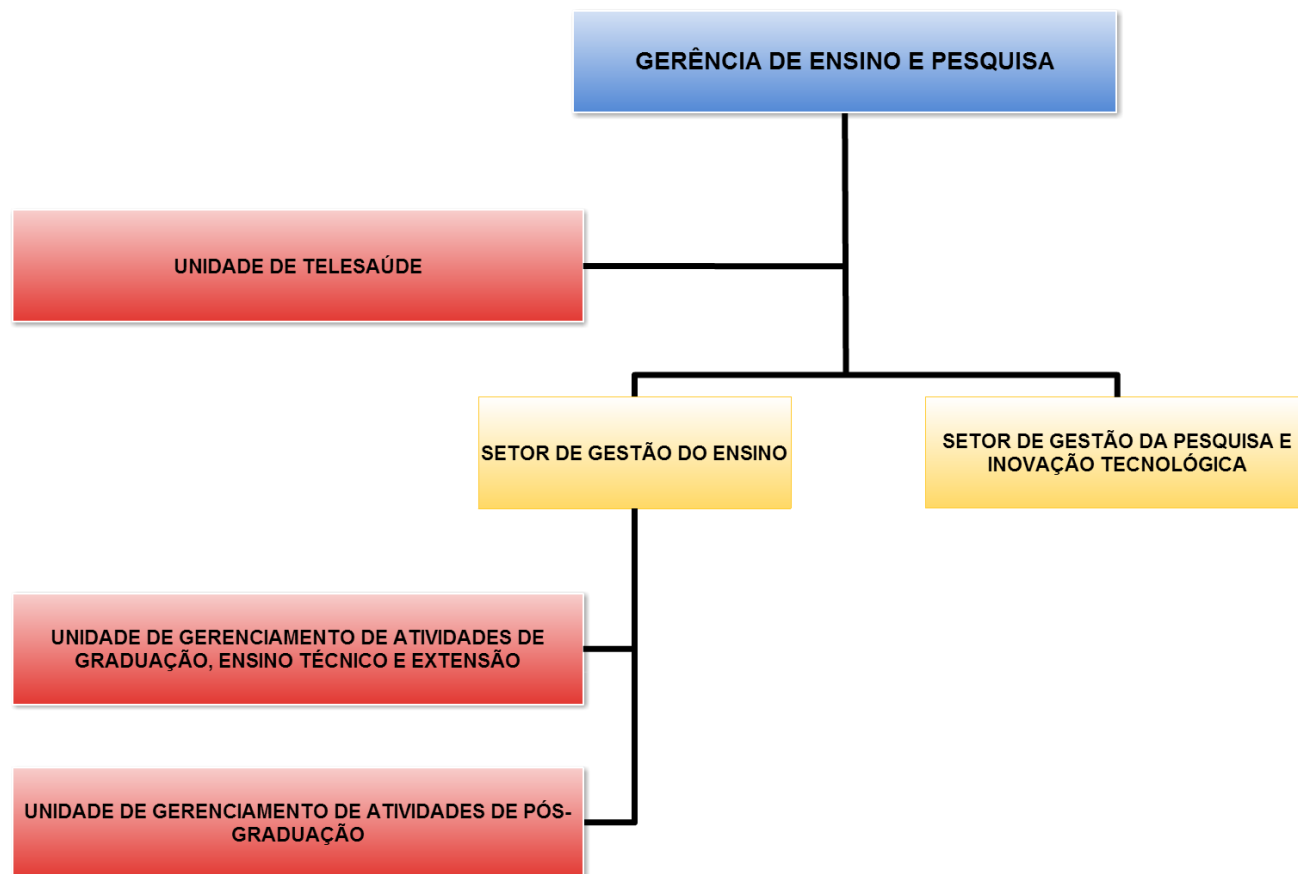 GERÊNCIA DE ENSINO E PESQUISA
UNIDADE DE TELESAÚDE
SETOR DE GESTÃO DO ENSINO
SETOR DE GESTÃO DA PESQUISA E
INOVAÇÃO TECNOLÓGICA
UNIDADE DE GERENCIAMENTO DE ATIVIDADES DE
GRADUAÇÃO, ENSINO TÉCNICO E EXTENSÃO
UNIDADE DE GERENCIAMENTO DE ATIVIDADES DE PÓS-
GRADUAÇÃO